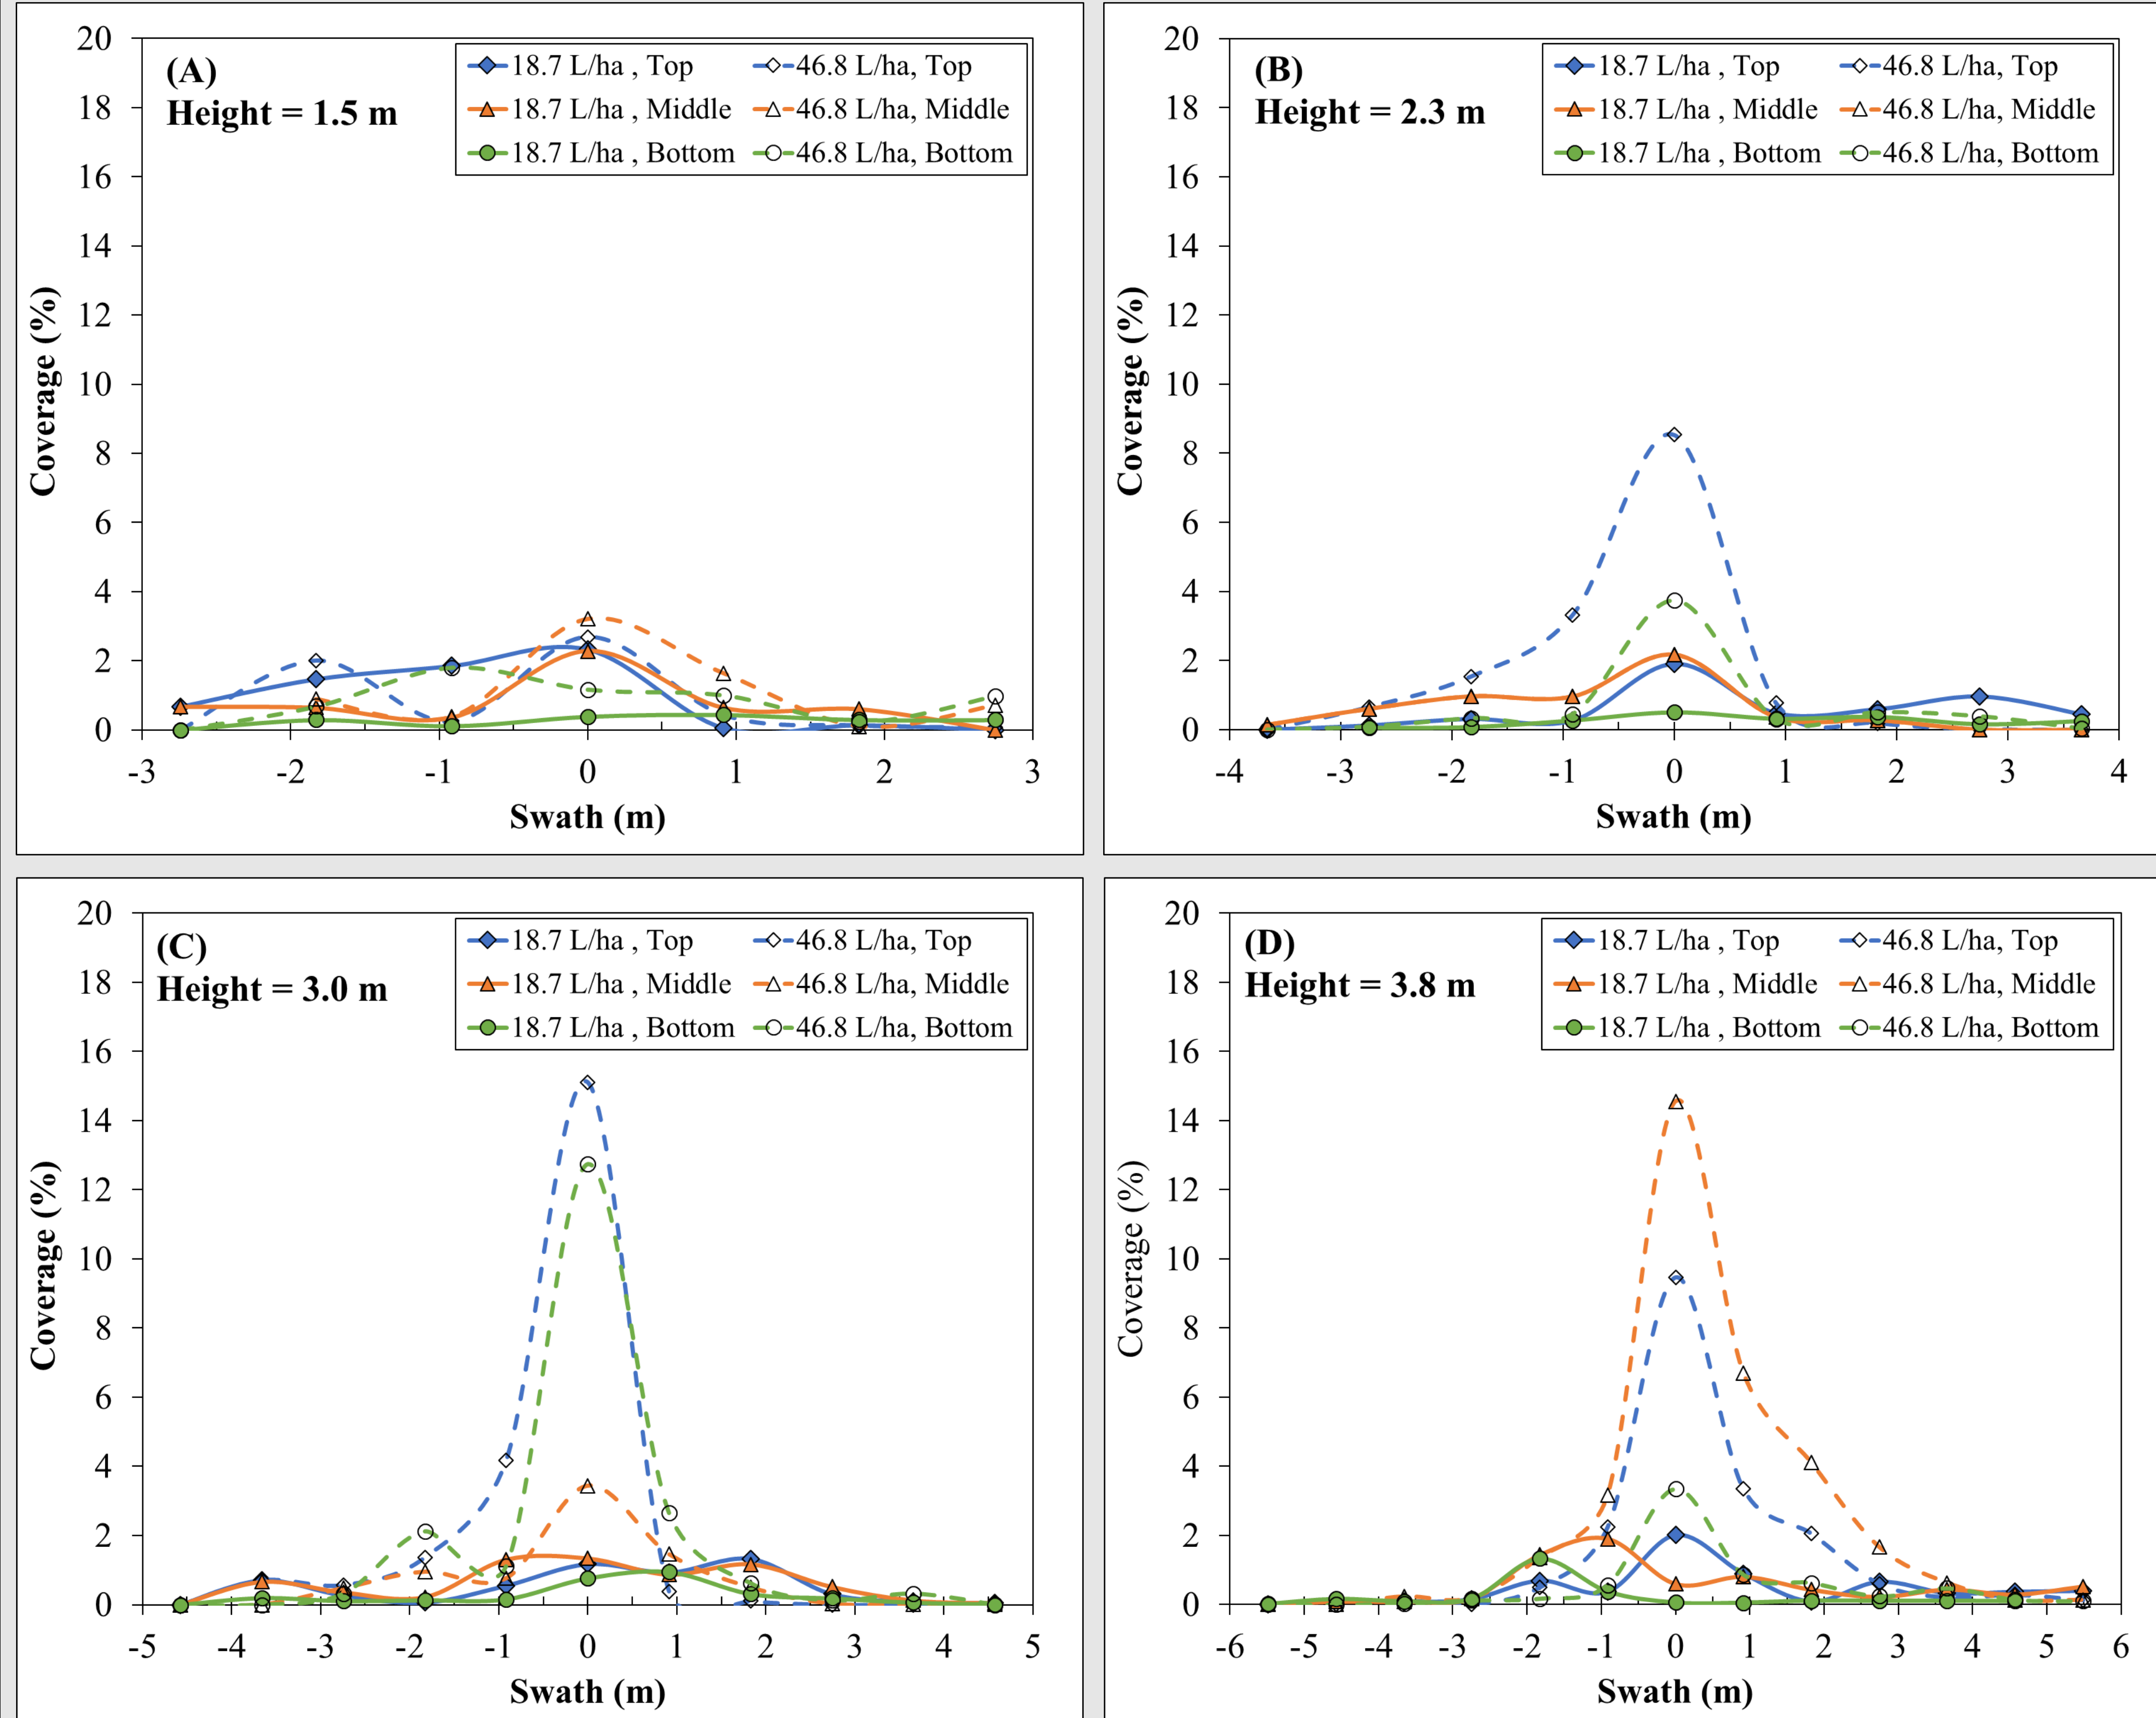 (A)
Height = 1.5 m
18.7 L/ha , Top
46.8 L/ha, Top
18.7 L/ha , Middle
46.8 L/ha, Middle
18.7 L/ha , Bottom
46.8 L/ha, Bottom
20
18
16
14
12
10
8
6
4
2
0
Coverage (%)
-3 -2 -1 0 1 2 3
Swath (m)
(B)
Height = 2.3 m
18.7 L/ha , Top
46.8 L/ha, Top
18.7 L/ha , Middle
46.8 L/ha, Middle
18.7 L/ha , Bottom
46.8 L/ha, Bottom
20
18
16
14
12
10
8
6
4
2
0
Coverage (%)
-4 -3 -2 -1 0 1 2 3 4
Swath (m)
(C)
Height = 3.0 m
18.7 L/ha , Top
46.8 L/ha, Top
18.7 L/ha , Middle
46.8 L/ha, Middle
18.7 L/ha , Bottom
46.8 L/ha, Bottom
20
18
16
14
12
10
8
6
4
2
0
Coverage (%)
-5 -4 -3 -2 -1 0 1 2 3 4 5
Swath (m)
(D)
Height = 3.8 m
18.7 L/ha , Top
46.8 L/ha, Top
18.7 L/ha , Middle
46.8 L/ha, Middle
18.7 L/ha , Bottom
46.8 L/ha, Bottom
20
18
16
14
12
10
8
6
4
2
0
Coverage (%)
-6 -5 -4 -3 -2 -1 0 1 2 3 4 5 6
Swath (m)